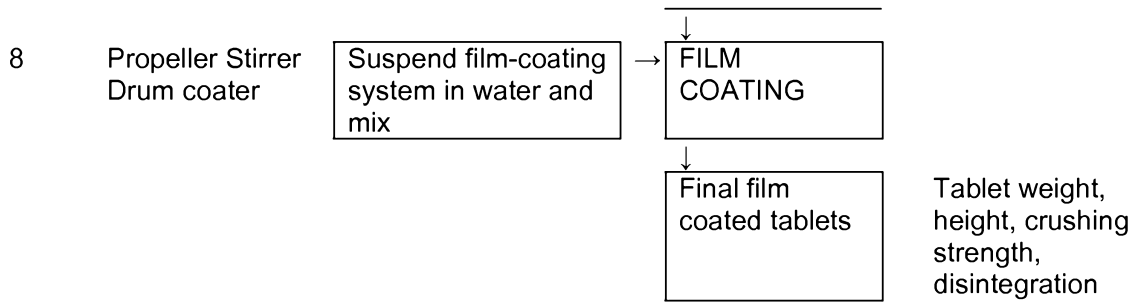 ↓
8 Propeller Stirrer Suspend film-coating → FILM
Drum coater system in water and COATING
mix
↓
Final film Tablet weight,
coated tablets height, crushing
strength,
disintegration